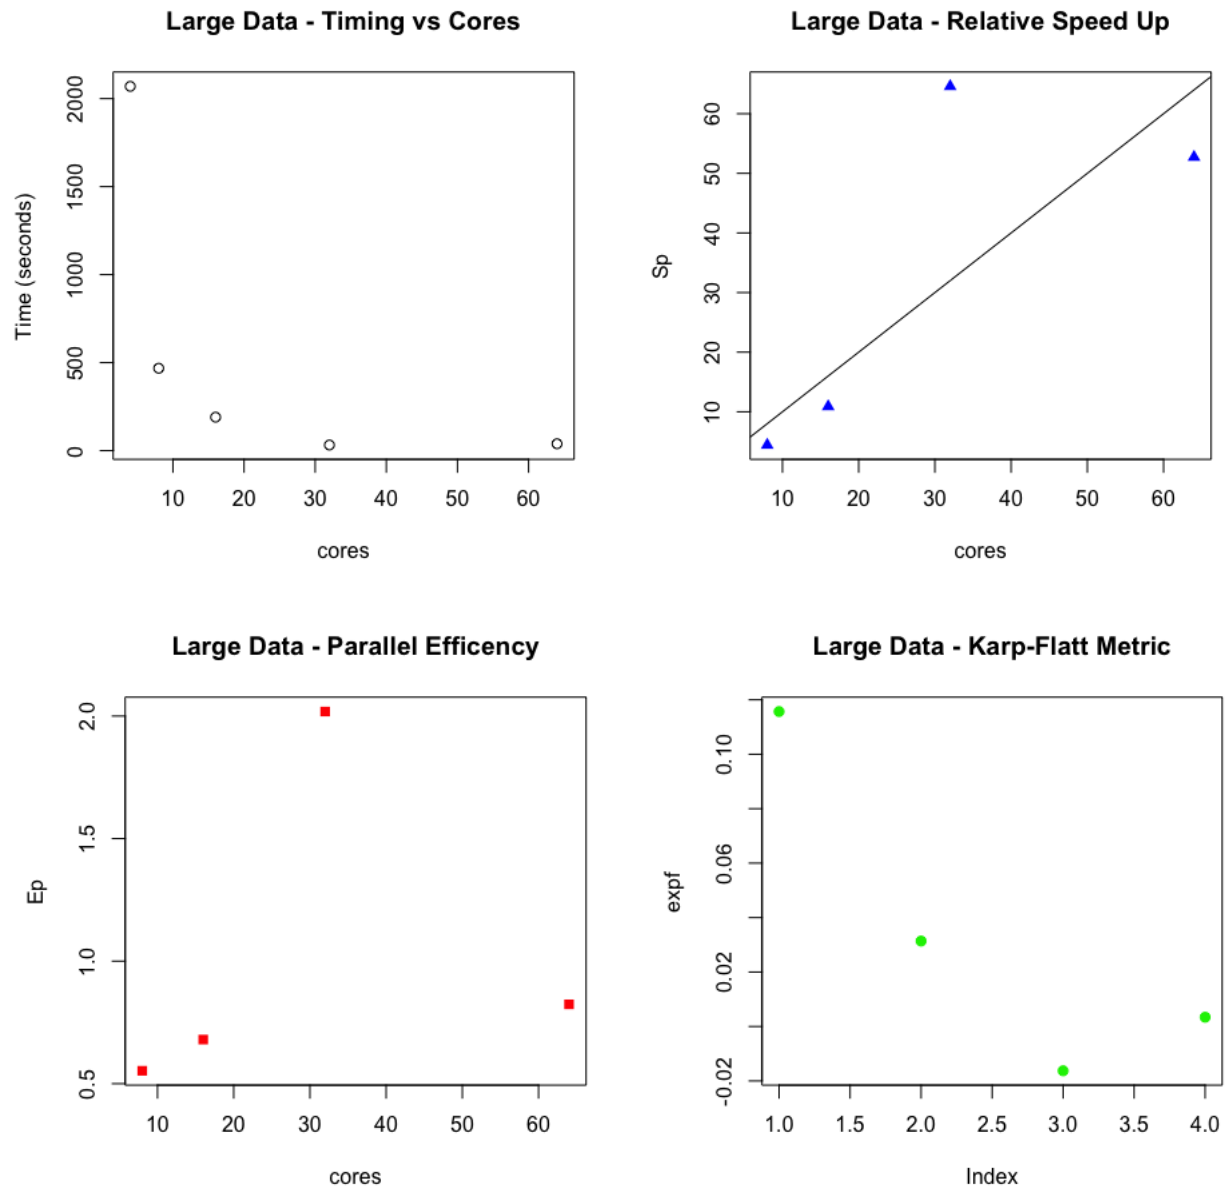 Large Data - Timing vs Cores
Time (seconds)
2000
1500
1000
500
0
10 20 30 40 50 60
cores
Large Data - Relative Speed Up
Sp
60
50
40
30
20
10
10 20 30 40 50 60
cores
Large Data - Parallel Efficency
Ep
2.0
1.5
1.0
0.5
10 20 30 40 50 60
cores
Large Data - Karp-Flatt Metric
expf
0.10
0.06
0.02
-0.02
1.0 1.5 2.0 2.5 3.0 3.5 4.0
Index